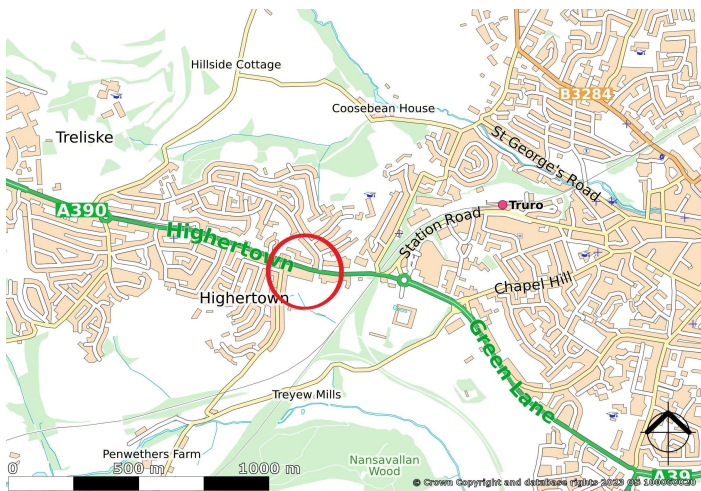 Hillside Cottage
B3284
Coosebean House
Treliske
St George's Road
Truro
A390
Highertown
Station Road
Chapel Hill
Highertown
Green Lane
Treyew Mills
Penwethers Farm
Nansavallan
Wood
0 500 m 1000 m
A39
© Crown Copyright and database rights 2023 OS 100069020